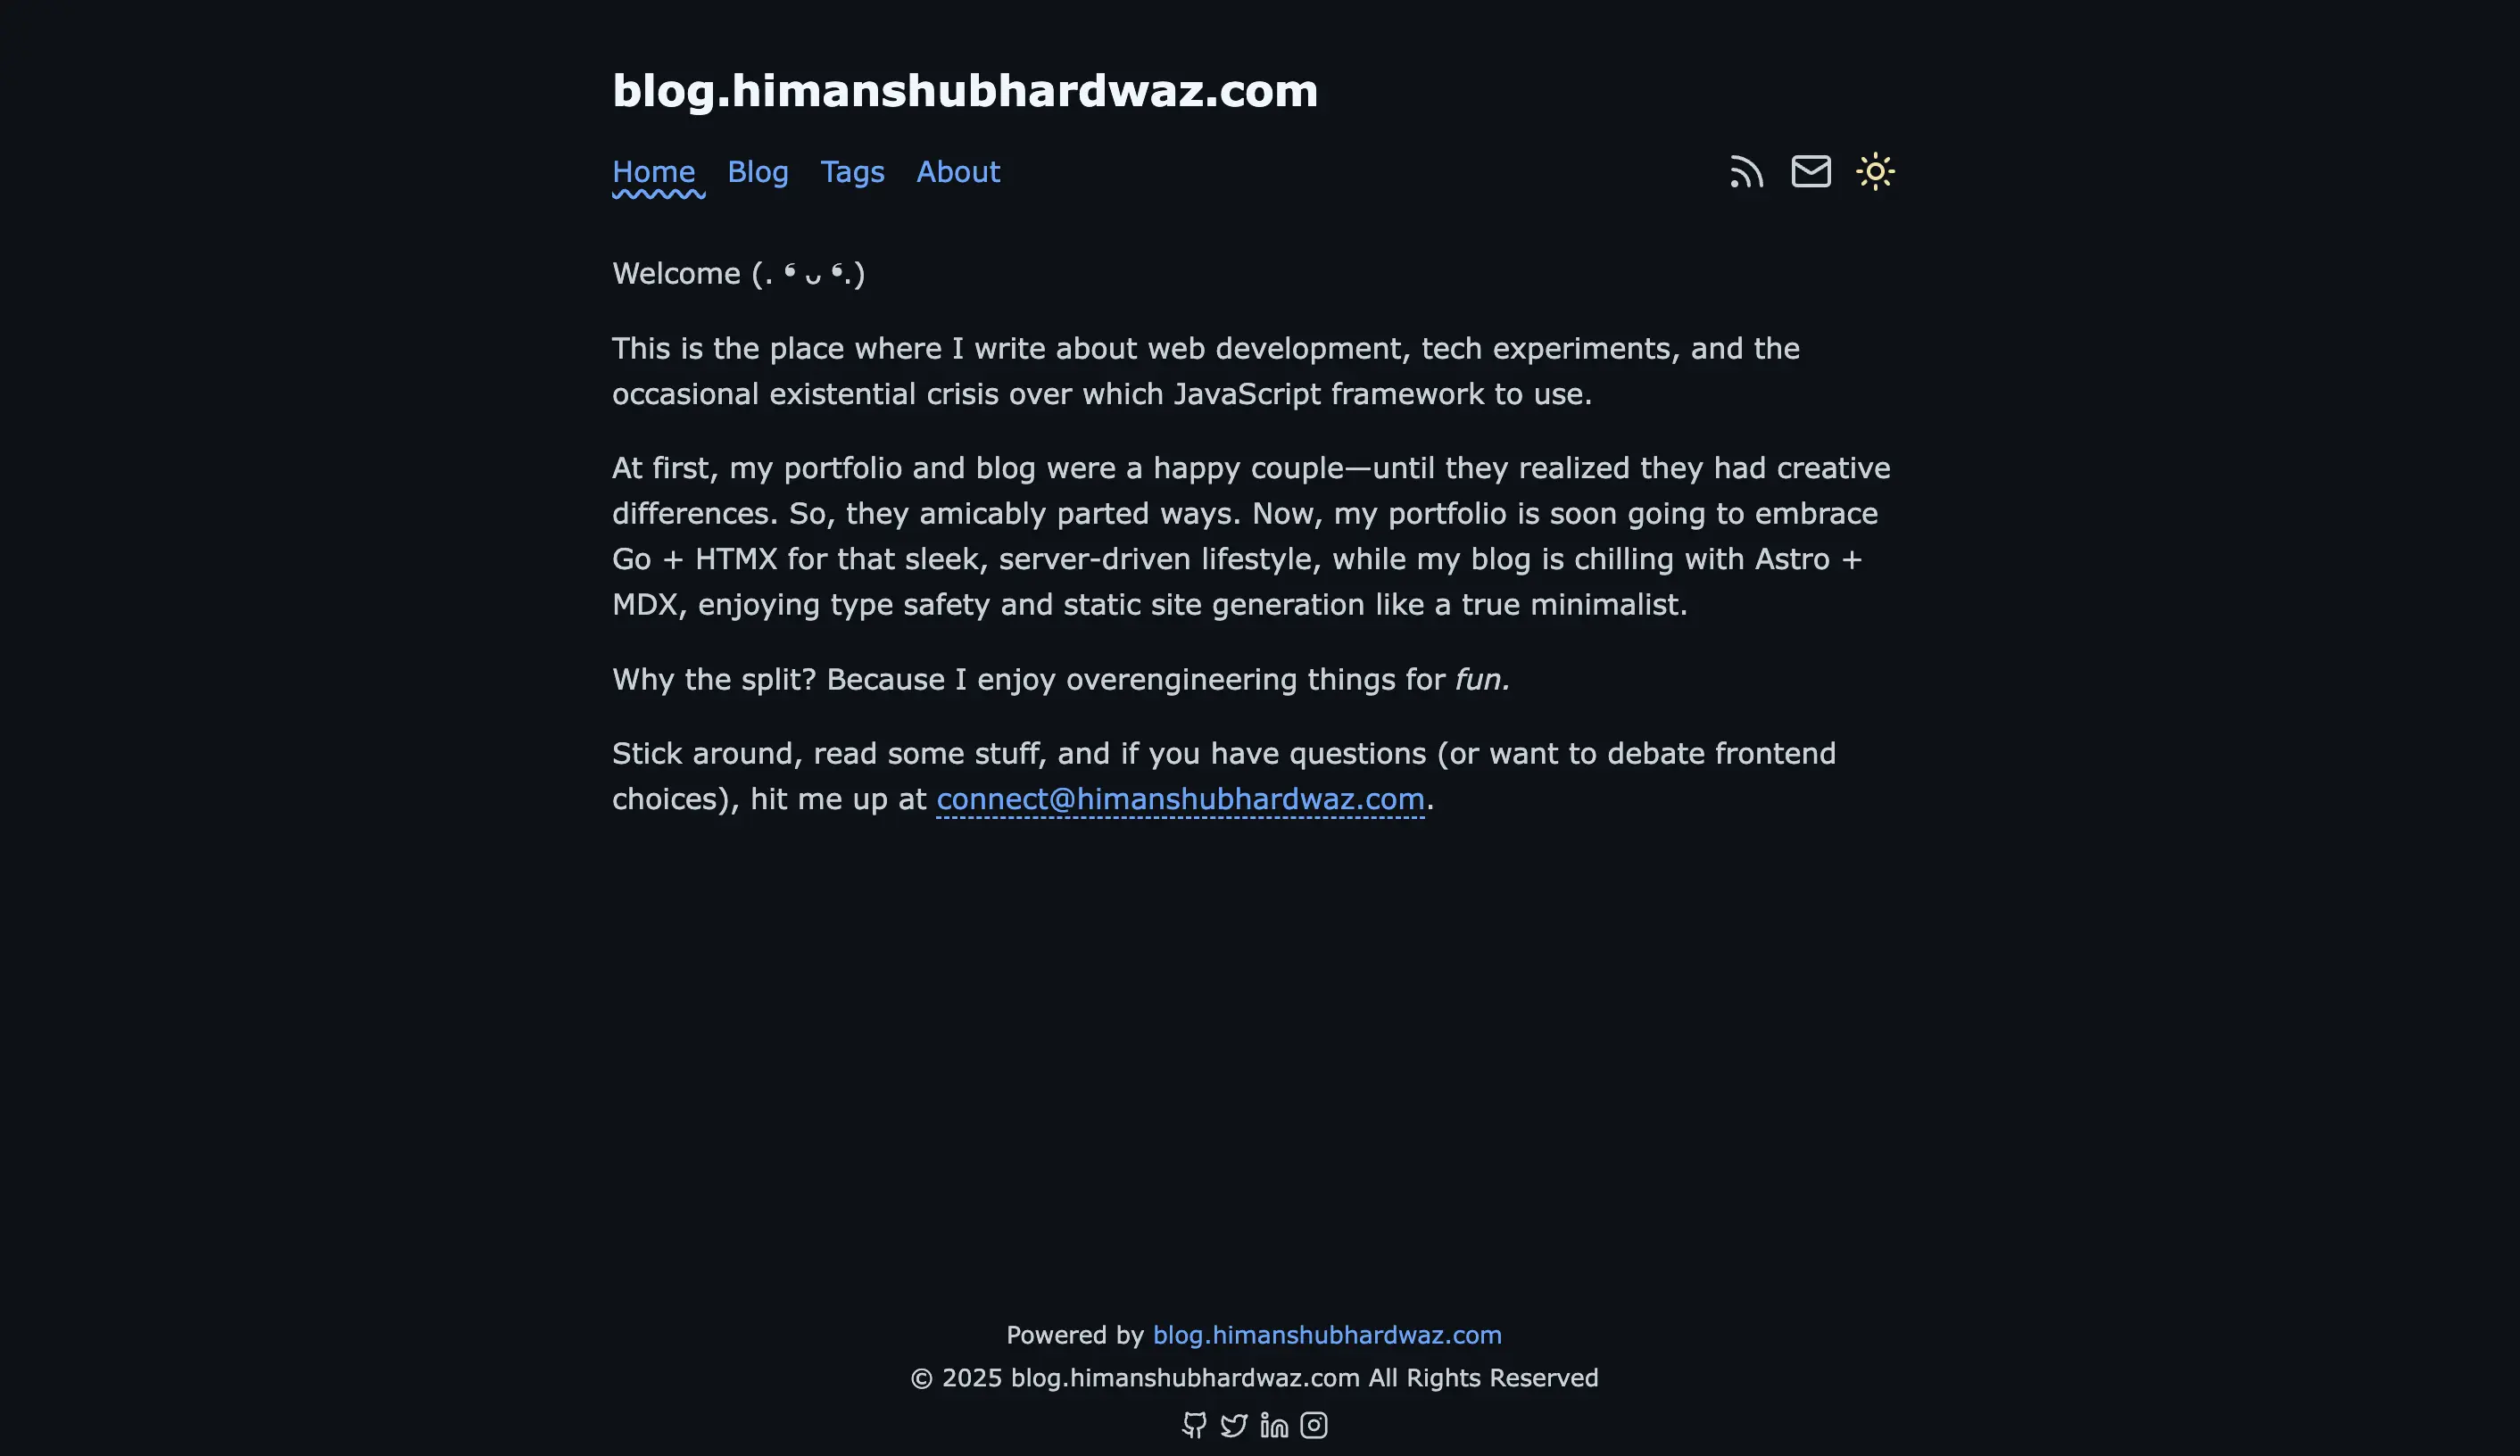 blog.himanshubhardwaz.com
Home Blog Tags About
Welcome (. ❛ ᴗ ❛.)
This is the place where I write about web development, tech experiments, and the
occasional existential crisis over which JavaScript framework to use.
At first, my portfolio and blog were a happy couple—until they realized they had creative
differences. So, they amicably parted ways. Now, my portfolio is soon going to embrace
Go + HTMX for that sleek, server-driven lifestyle, while my blog is chilling with Astro +
MDX, enjoying type safety and static site generation like a true minimalist.
Why the split? Because I enjoy overengineering things for fun.
Stick around, read some stuff, and if you have questions (or want to debate frontend
choices), hit me up at connect@himanshubhardwaz.com.
Powered by blog.himanshubhardwaz.com
© 2025 blog.himanshubhardwaz.com All Rights Reserved